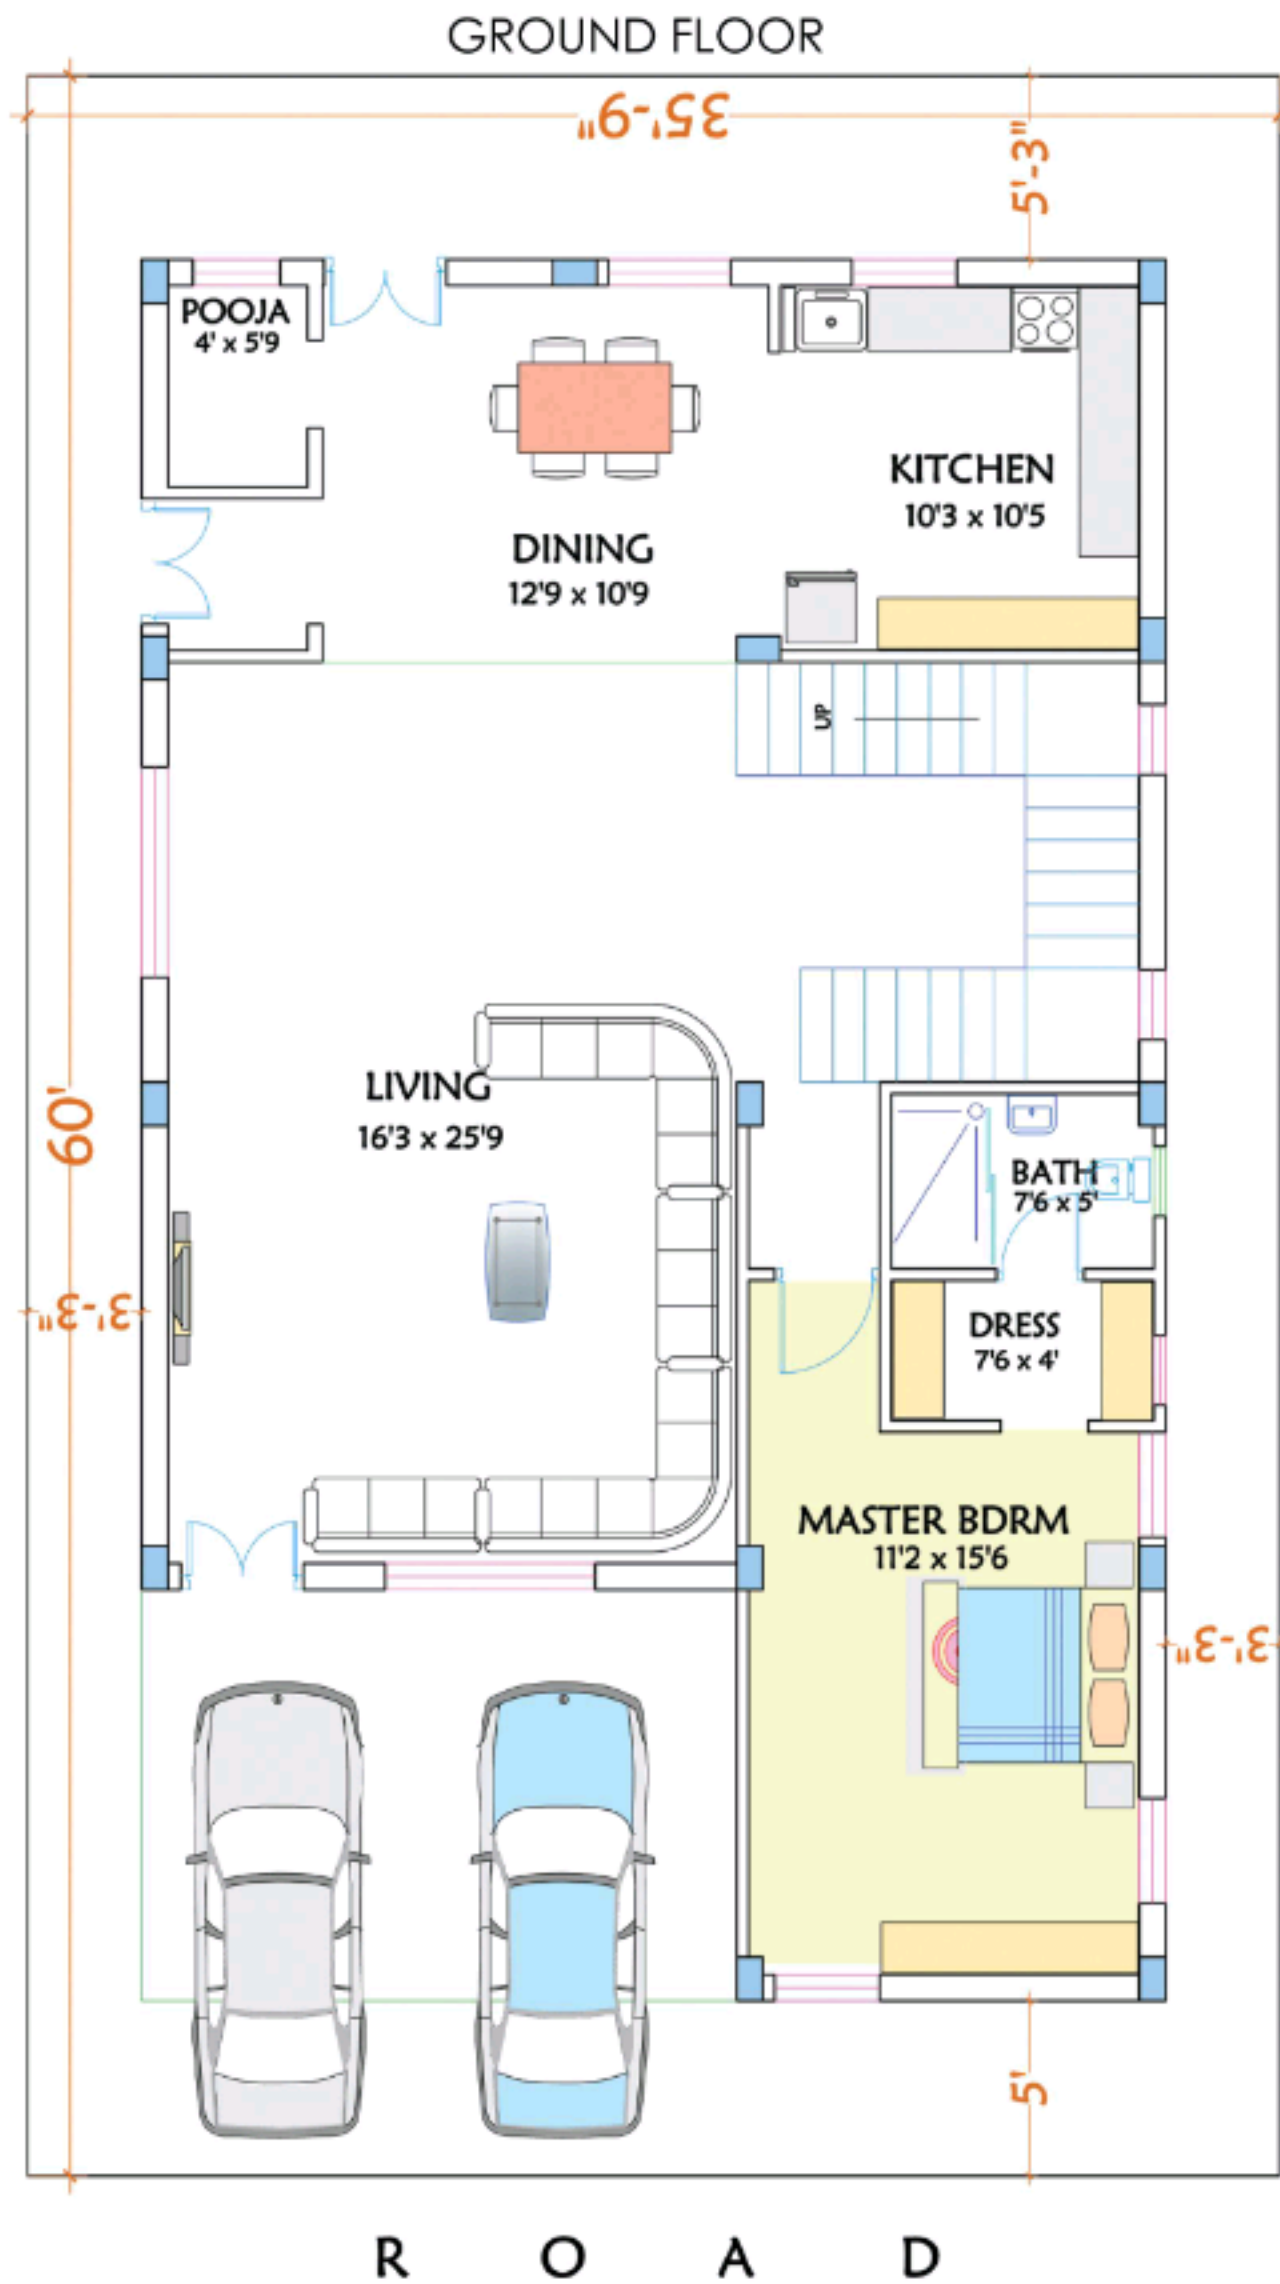 GROUND FLOOR
35'-9"
5'-3"
POOJA
4' x 5'9
KITCHEN
10'3 x 10'5
DINING
12'9 x 10'9
UP
LIVING
16'3 x 25'9
60'
BATH
7'6 x 5'
3'-3"
DRESS
7'6 x 4'
MASTER BDRM
11'2 x 15'6
3'-3"
5'
R O A D